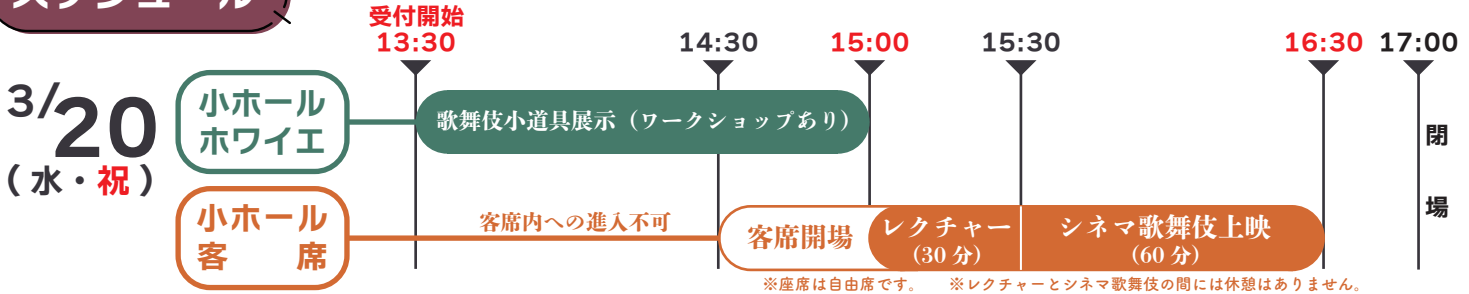 スケジュール
受付開始
13:30
14:30
15:00
15:30
16:30
17:00
3/20
(水・祝)
小ホール
ホワイエ
歌舞伎小道具展示（ワークショップあり）
閉場
小ホール
客　席
客席内への進入不可
客席開場
レクチャー
(30 分)
シネマ歌舞伎上映
(60 分)
※座席は自由席です。　※レクチャーとシネマ歌舞伎の間には休憩はありません。